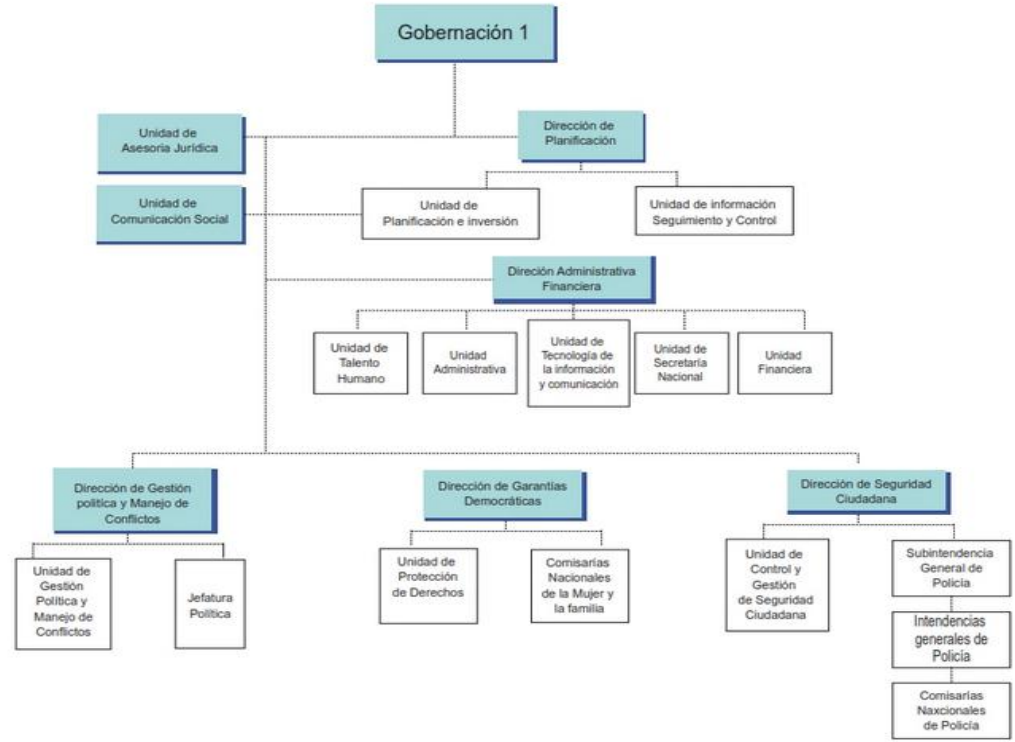 Gobernación 1
Unidad de
Asesoria Jurídica
Dirección de
Planificación
Unidad de
Comunicación Social
Unidad de
Planificación e inversión
Unidad de información
Seguimiento y Control
Direción Administrativa
Financiera
Unidad de
Talento
Humano
Unidad
Administrativa
Unidad de
Tecnología de
la información
y comunicación
Unidad de
Secretaría
Nacional
Unidad
Financiera
Dirección de Gestión
politíca y Manejo de
Conflictos
Dirección de Garantías
Democráticas
Dirección de Seguridad
Ciudadana
Unidad de
Gestión
Política y
Manejo de
Conflictos
Jefatura
Política
Unidad de
Protección
de Derechos
Comisarías
Nacionales
de la Mujer y
la familia
Unidad de
Control y
Gestión
de Seguridad
Ciudadana
Subintendencia
General de
Policía
Intendencias
generales de
Policía
Comisarías
Naxcionales
de Policía